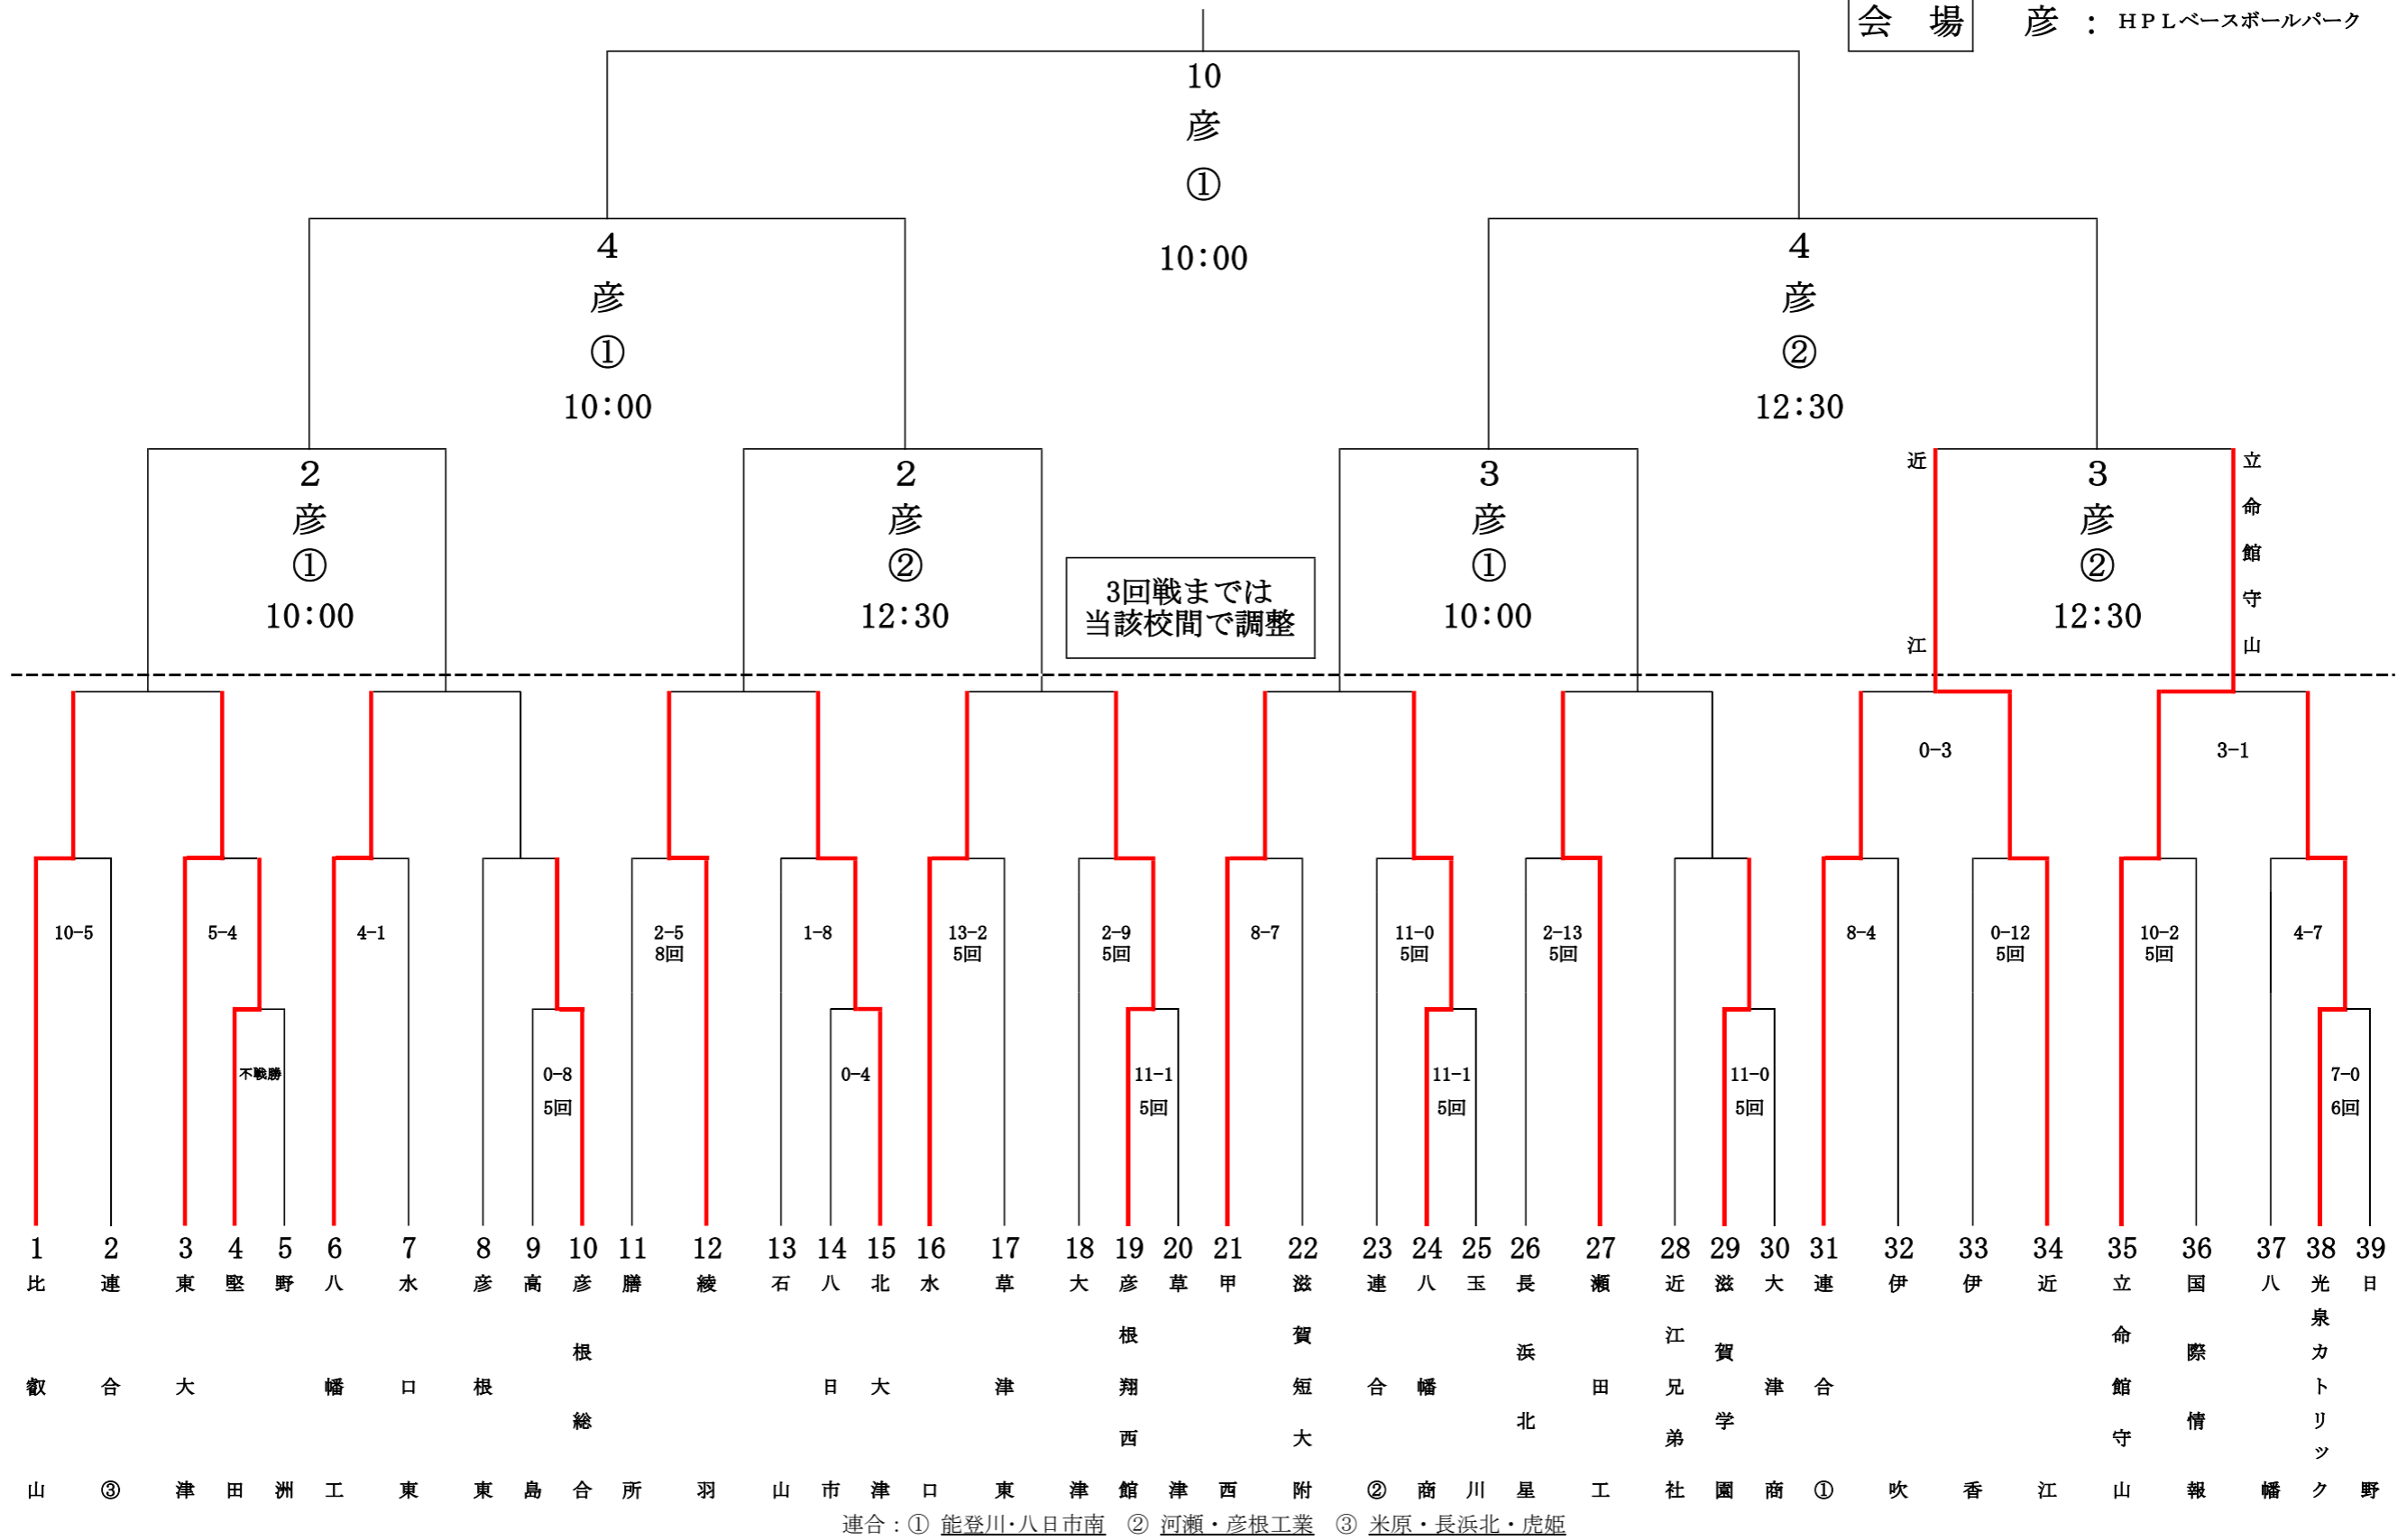 会 場 彦 : HPLベースボールパーク
10
彦
①
10:00
4
彦
①
10:00
4
彦
②
12:30
2
彦
①
10:00
2
彦
②
12:30
3
彦
①
10:00
3
彦
②
12:30
近江
立命館守山
3回戦までは
当該校間で調整
0-3
3-1
10-5
5-4
4-1
2-5
8回
1-8
13-2
5回
2-9
5回
8-7
11-0
5回
2-13
5回
8-4
0-12
5回
10-2
5回
4-7
不戦勝
0-8
5回
0-4
11-1
5回
11-1
5回
11-0
5回
7-0
6回
1 比叡山
2 連合③
3 東大津
4 堅田
5 野洲
6 八幡工
7 水口東
8 彦根東
9 高島
10 彦根総合
11 膳所
12 綾羽
13 石山
14 八日市
15 北大津
16 水口
17 草津東
18 大津
19 彦根翔西館
20 草津
21 甲西
22 滋賀短大附
23 連合②
24 八幡商
25 玉川
26 長浜北星
27 瀬田工
28 近江兄弟社
29 滋賀学園
30 大津商
31 連合①
32 伊吹
33 伊香
34 近江
35 立命館守山
36 国際情報
37 八幡
38 光泉カトリック
39 日野
連合:① 能登川・八日市南 ② 河瀬・彦根工業 ③ 米原・長浜北・虎姫